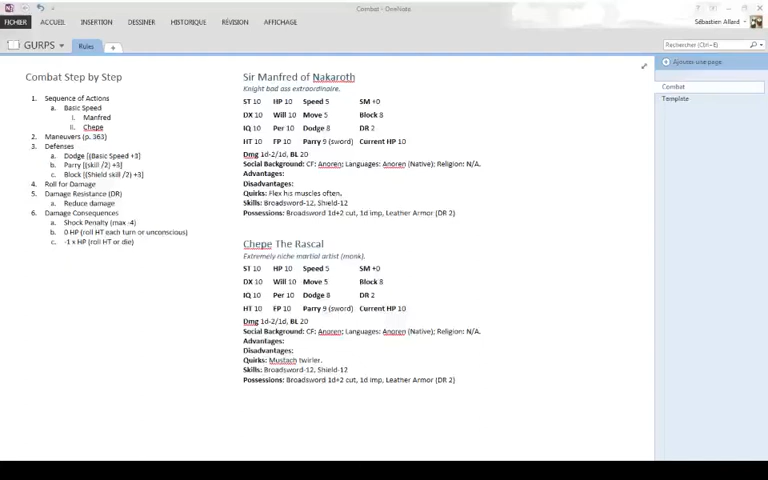 Combat - OneNote
FICHIER ACCUEIL INSERTION DESSINER HISTORIQUE RÉVISION AFFICHAGE
Sébastien Allard
GURPS Rules
Rechercher (Ctrl+E)
Ajoutez une page
Combat
Template
Combat Step by Step
1. Sequence of Actions
a. Basic Speed
i. Manfred
ii. Chepe
2. Maneuvers (p. 363)
3. Defenses
a. Dodge [(Basic Speed +3]
b. Parry [(skill /2) +3]
c. Block [(Shield skill /2) +3]
4. Roll for Damage
5. Damage Resistance (DR)
a. Reduce damage
6. Damage Consequences
a. Shock Penalty (max -4)
b. 0 HP (roll HT each turn or unconscious)
c. -1 x HP (roll HT or die)
Sir Manfred of Nakaroth
Knight bad ass extraordinaire.
ST 10 HP 10 Speed 5 SM +0
DX 10 Will 10 Move 5 Block 8
IQ 10 Per 10 Dodge 8 DR 2
HT 10 FP 10 Parry 9 (sword) Current HP 10
Dmg 1d-2/1d, BL 20
Social Background: CF: Anoren; Languages: Anoren (Native); Religion: N/A.
Advantages:
Disadvantages:
Quirks: Flex his muscles often.
Skills: Broadsword-12, Shield-12
Possessions: Broadsword 1d+2 cut, 1d imp, Leather Armor (DR 2)
Chepe The Rascal
Extremely niche martial artist (monk).
ST 10 HP 10 Speed 5 SM +0
DX 10 Will 10 Move 5 Block 8
IQ 10 Per 10 Dodge 8 DR 2
HT 10 FP 10 Parry 9 (sword) Current HP 10
Dmg 1d-2/1d, BL 20
Social Background: CF: Anoren; Languages: Anoren (Native); Religion: N/A.
Advantages:
Disadvantages:
Quirks: Mustach twirler.
Skills: Broadsword-12, Shield-12
Possessions: Broadsword 1d+2 cut, 1d imp, Leather Armor (DR 2)